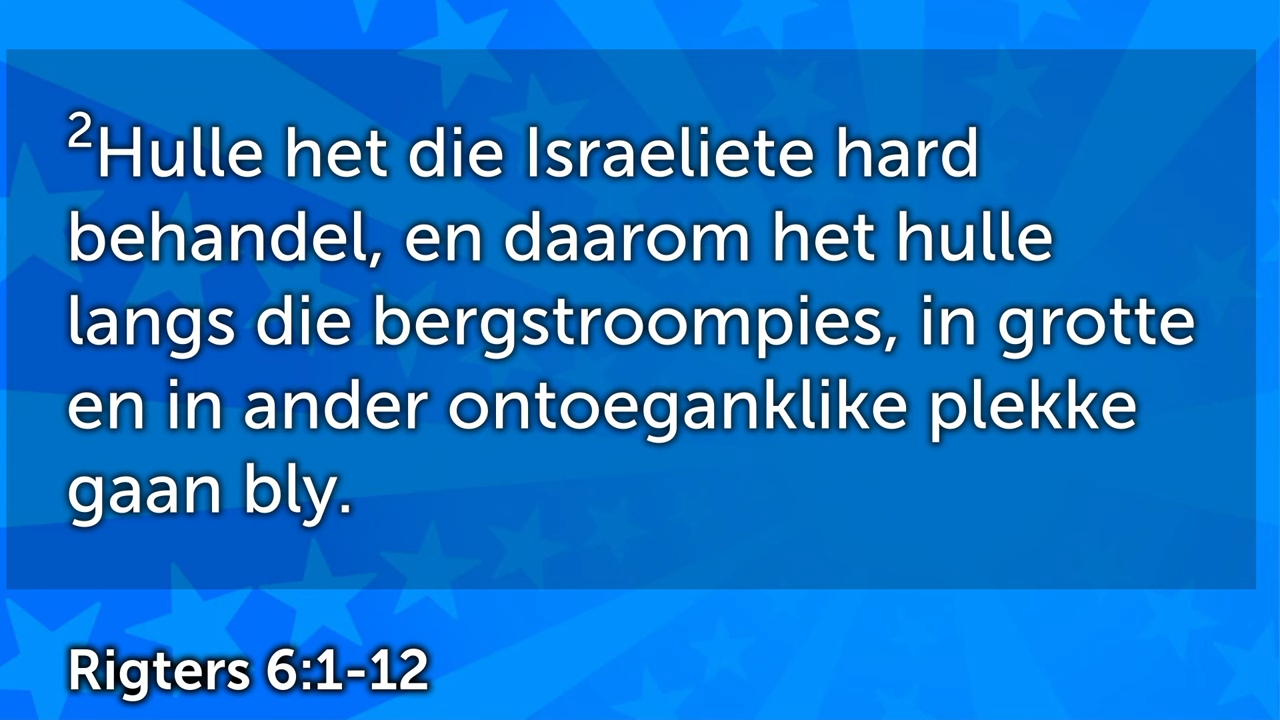 ²Hulle het die Israeliete hard
behandel, en daarom het hulle
langs die bergstroompies, in grotte
en in ander ontoeganklike plekke
gaan bly.
Rigters 6:1-12